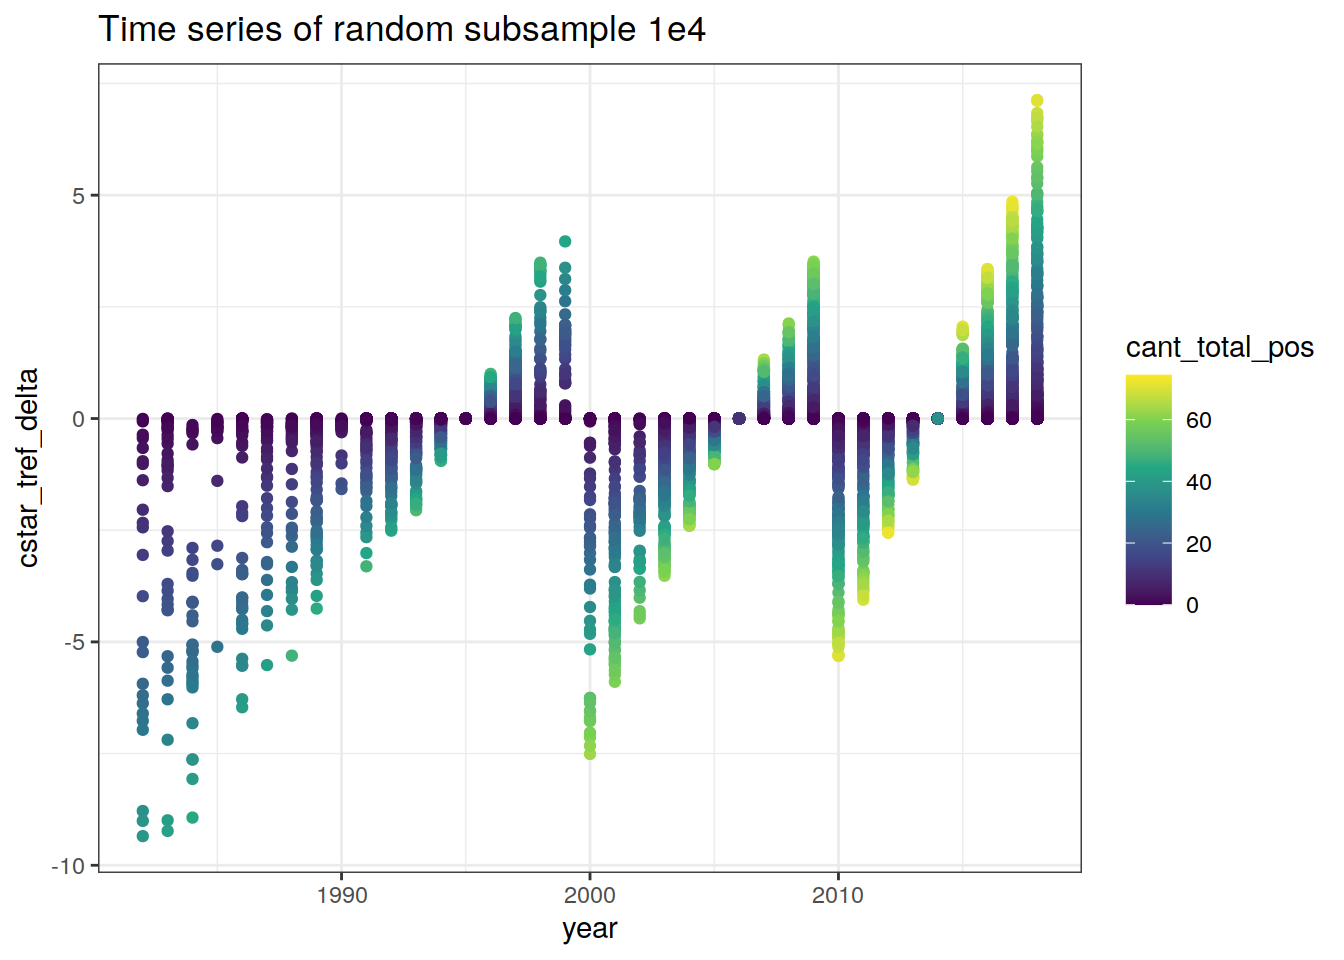 Time series of random subsample 1e4
cstar_tref_delta
5
0
-5
-10
1990
2000
2010
year
cant_total_pos
60
40
20
0